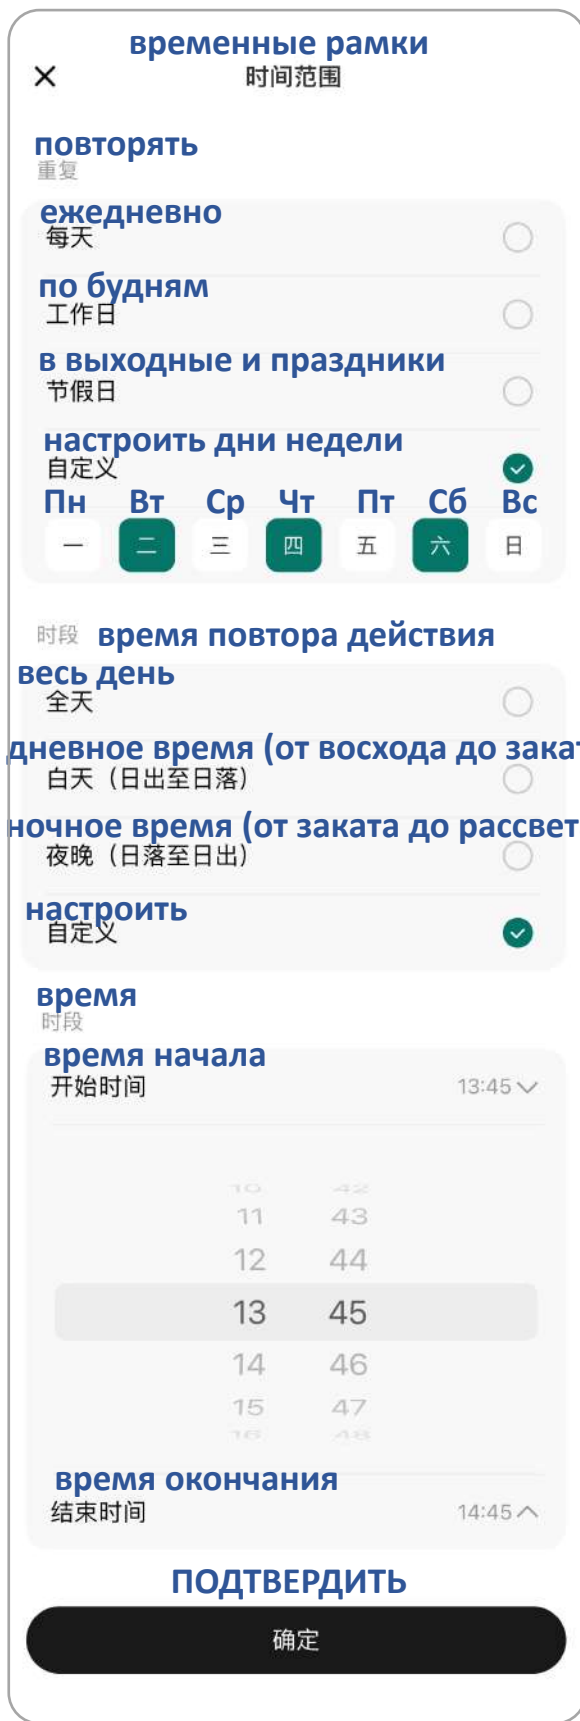 временные рамки
时间范围
повторять
重复
ежедневно
每天
по будням
工作日
в выходные и праздники
节假日
настроить дни недели
自定义
Пн Вт Ср Чт Пт Сб Вс
一 二 三 四 五 六 日
时段 время повтора действия
весь день
全天
дневное время (от восхода до закат
白天（日出至日落）
ночное время (от заката до рассвет
夜晚（日落至日出）
настроить
自定义
время
时段
время начала
开始时间 13:45
10 42
11 43
12 44
13 45
14 46
15 47
16 48
время окончания
结束时间 14:45
ПОДТВЕРДИТЬ
确定